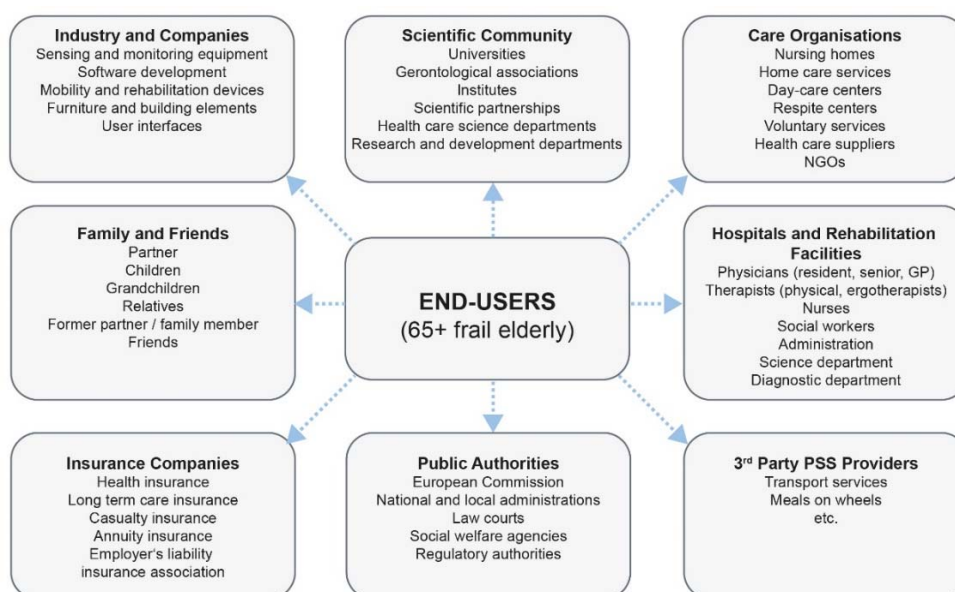 Industry and Companies
Sensing and monitoring equipment
Software development
Mobility and rehabilitation devices
Furniture and building elements
User interfaces
Scientific Community
Universities
Gerontological associations
Institutes
Scientific partnerships
Health care science departments
Research and development departments
Care Organisations
Nursing homes
Home care services
Day-care centers
Respite centers
Voluntary services
Health care suppliers
NGOs
Family and Friends
Partner
Children
Grandchildren
Relatives
Former partner / family member
Friends
END-USERS
(65+ frail elderly)
Hospitals and Rehabilitation
Facilities
Physicians (resident, senior, GP)
Therapists (physical, ergotherapists)
Nurses
Social workers
Administration
Science department
Diagnostic department
Insurance Companies
Health insurance
Long term care insurance
Casualty insurance
Annuity insurance
Employer's liability
insurance association
Public Authorities
European Commission
National and local administrations
Law courts
Social welfare agencies
Regulatory authorities
3rd Party PSS Providers
Transport services
Meals on wheels
etc.